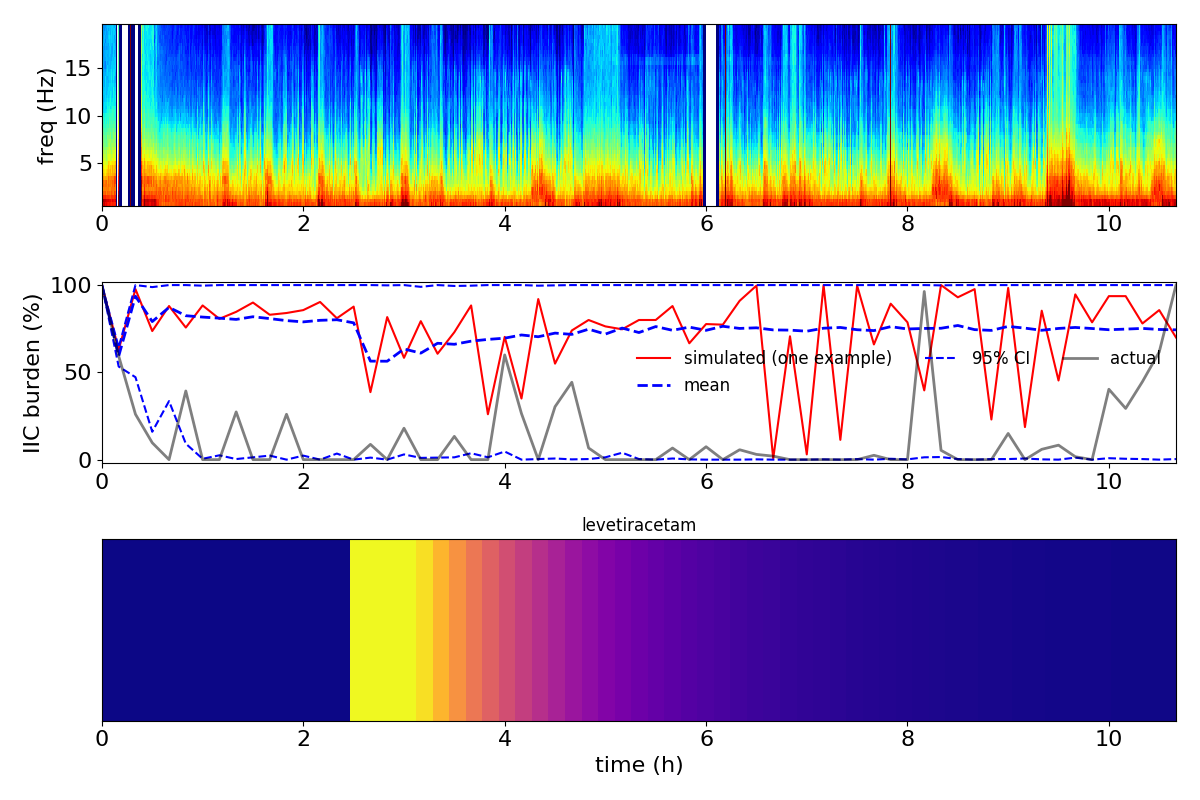 freq (Hz)
15
10
5
0 2 4 6 8 10
IIC burden (%)
100
50
0
simulated (one example) 95% CI actual
mean
0 2 4 6 8 10
levetiracetam
0 2 4 6 8 10
time (h)